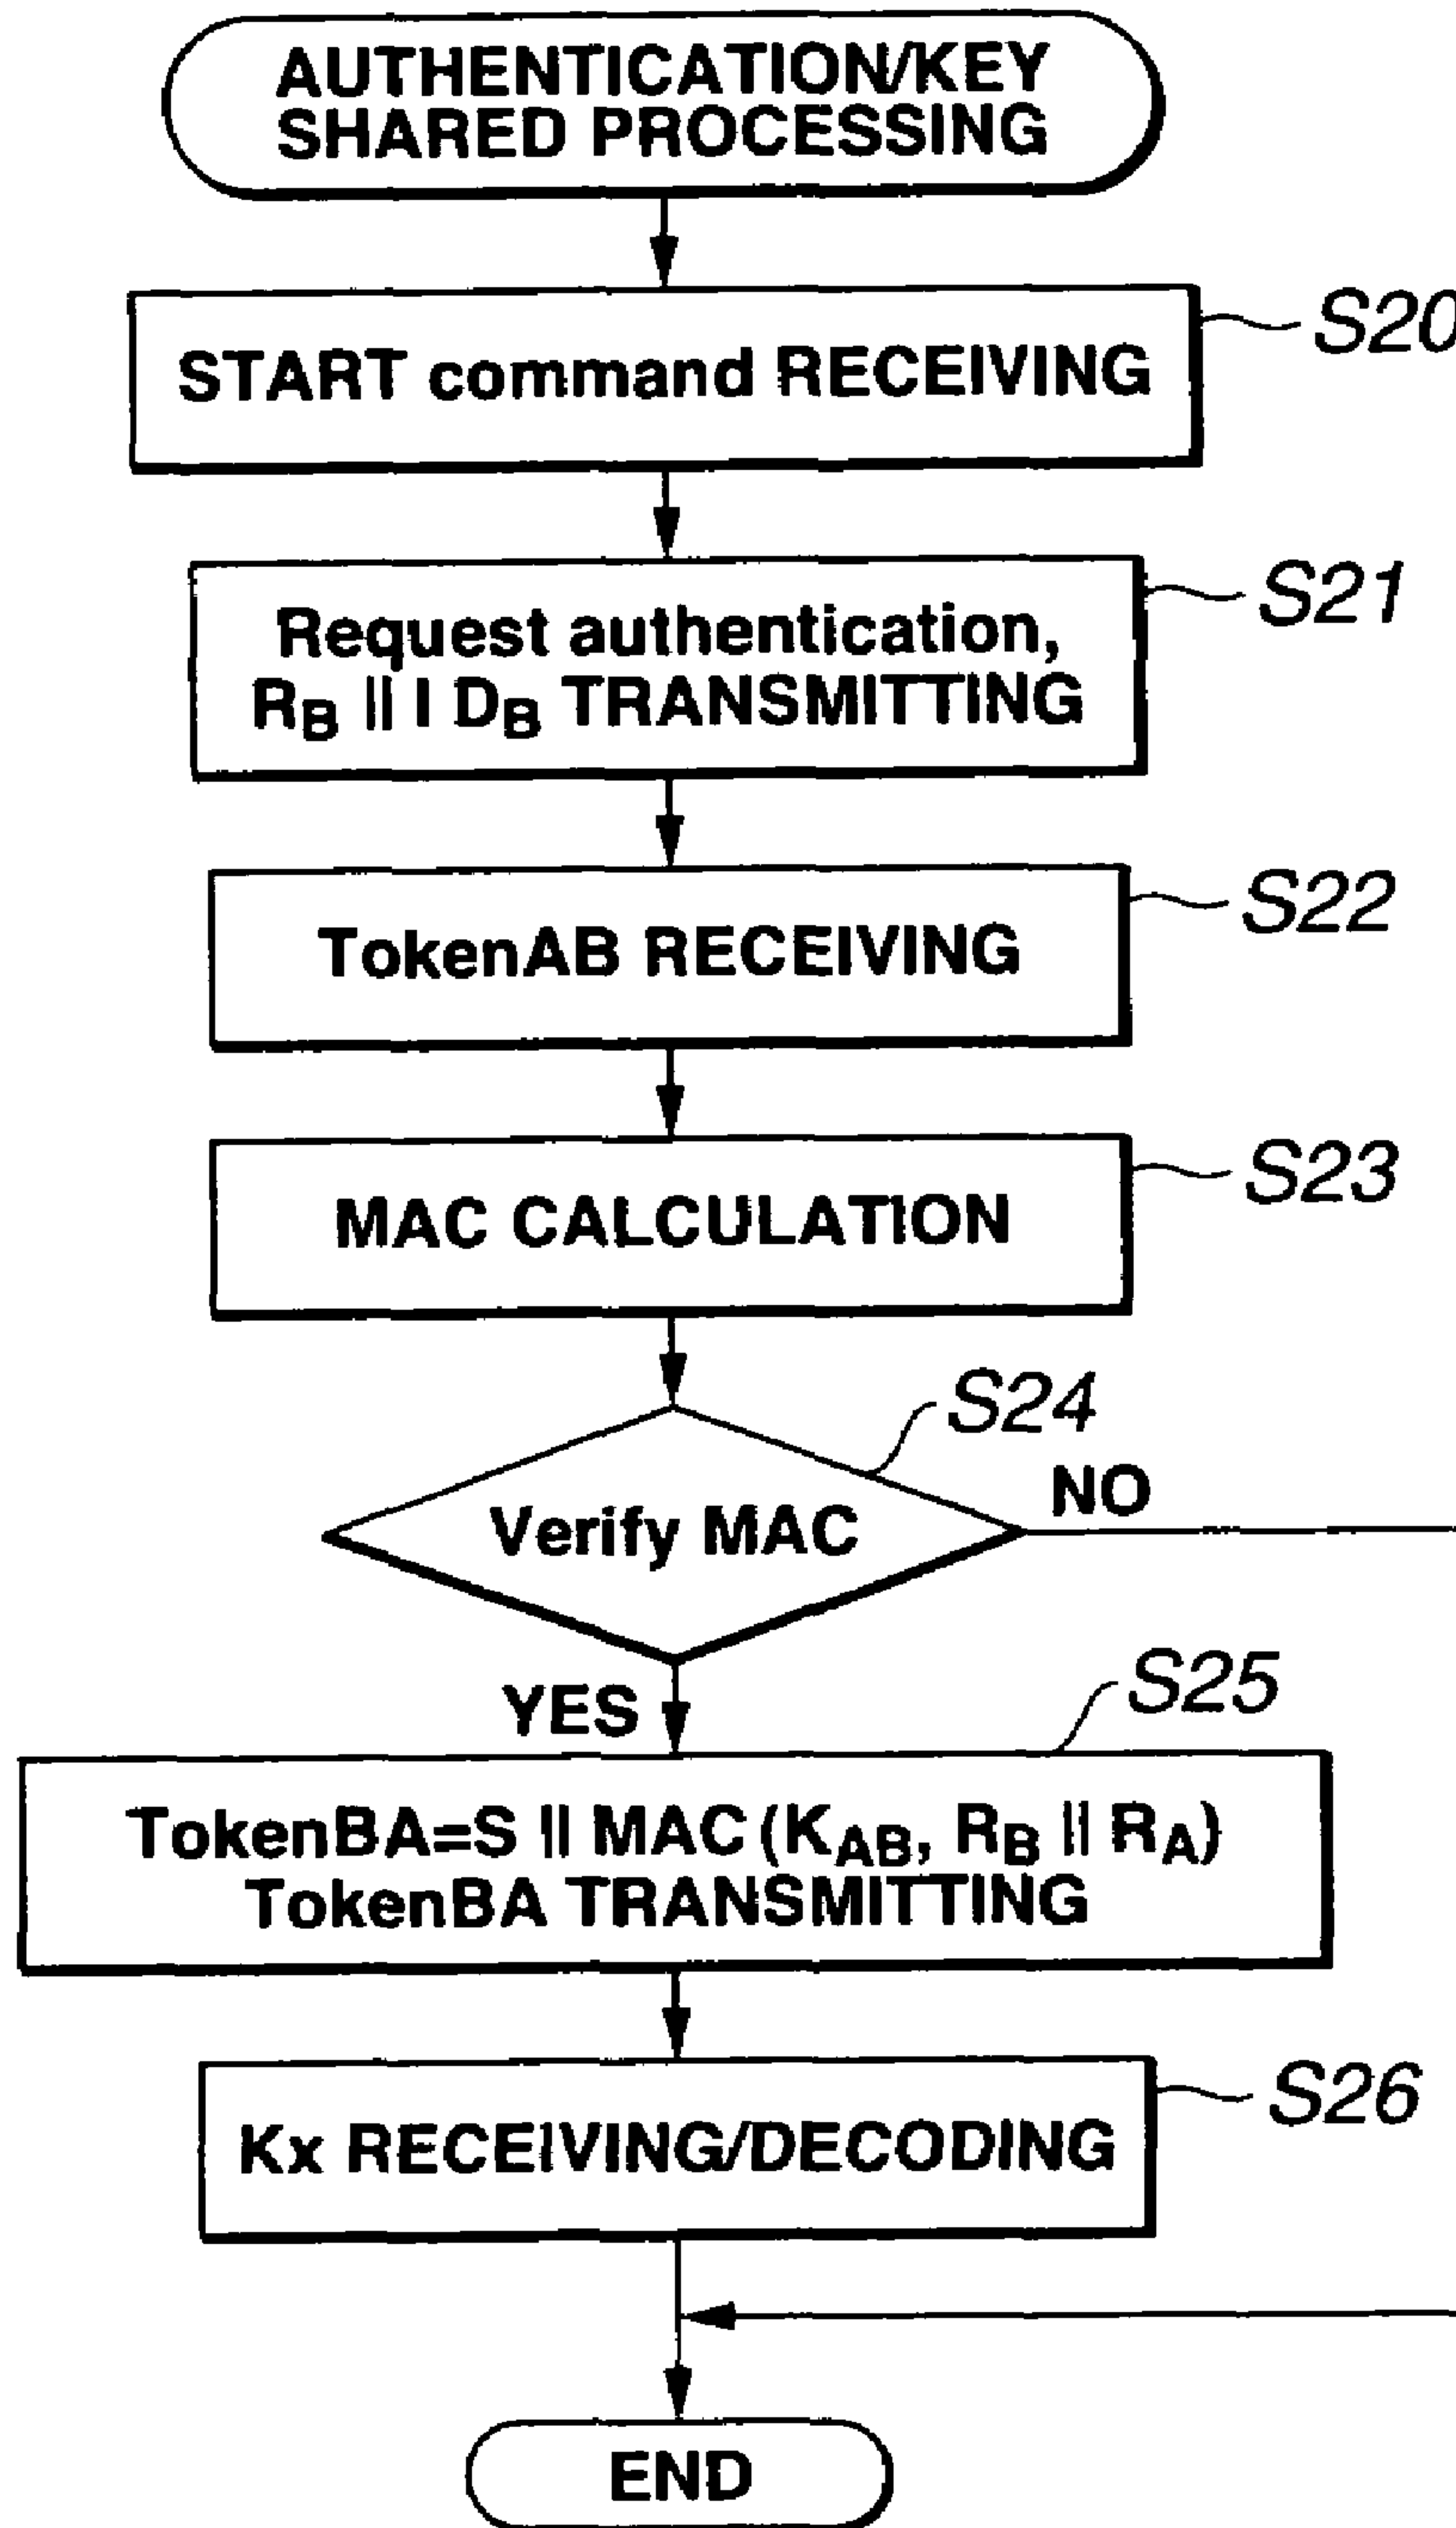 AUTHENTICATION/KEY
SHARED PROCESSING
S20
START command RECEIVING
S21
Request authentication,
R_B || I D_B TRANSMITTING
S22
TokenAB RECEIVING
S23
MAC CALCULATION
S24
NO
Verify MAC
YES
S25
TokenBA=S || MAC (K_AB, R_B || R_A)
TokenBA TRANSMITTING
S26
Kx RECEIVING/DECODING
END